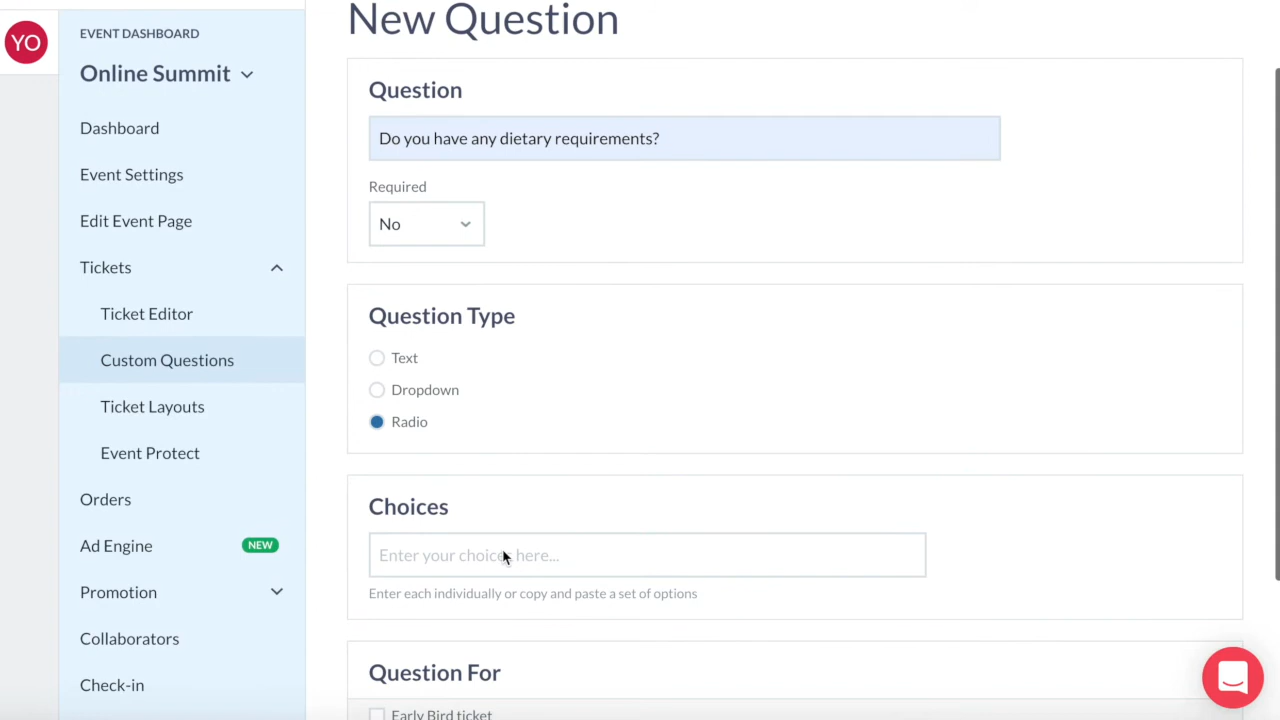 New Question
YO
EVENT DASHBOARD
Online Summit
Dashboard
Event Settings
Edit Event Page
Tickets
Ticket Editor
Custom Questions
Ticket Layouts
Event Protect
Orders
Ad Engine NEW
Promotion
Collaborators
Check-in
Question
Do you have any dietary requirements?
Required
No
Question Type
Text
Dropdown
Radio
Choices
Enter your choices here...
Enter each individually or copy and paste a set of options
Question For
Early Bird ticket